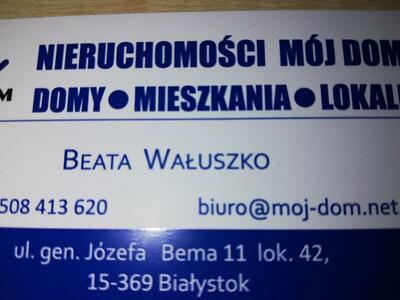 NIERUCHOMOŚCI MÓJ DOM
M
DOMY ● MIESZKANIA ● LOKAL
BEATA WAŁUSZKO
508 413 620 biuro@moj-dom.net
ul. gen. Józefa Bema 11 lok. 42,
15-369 Białystok